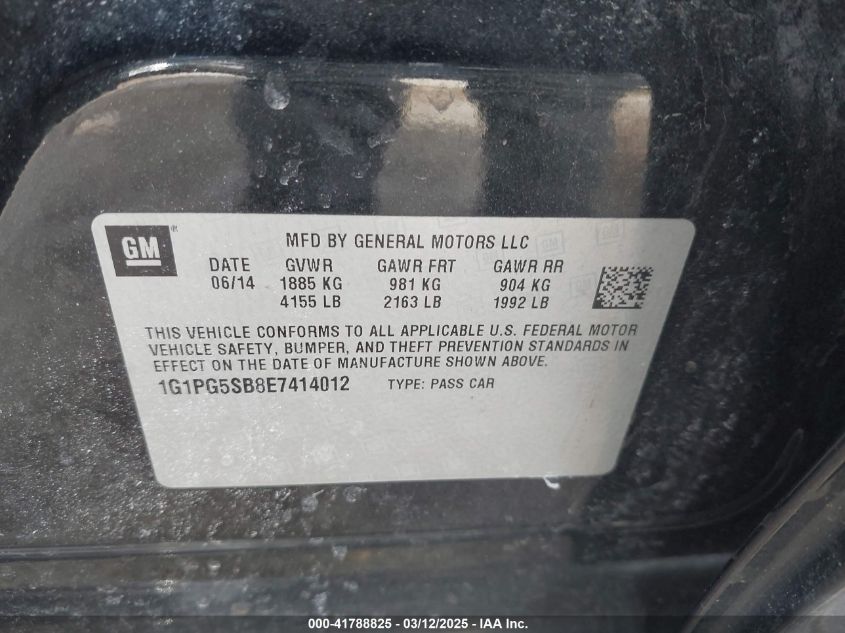 GM ®
MFD BY GENERAL MOTORS LLC
DATE GVWR GAWR FRT GAWR RR
06/14 1885 KG 981 KG 904 KG
4155 LB 2163 LB 1992 LB
THIS VEHICLE CONFORMS TO ALL APPLICABLE U.S. FEDERAL MOTOR
VEHICLE SAFETY, BUMPER, AND THEFT PREVENTION STANDARDS IN
EFFECT ON THE DATE OF MANUFACTURE SHOWN ABOVE.
1G1PG5SB8E7414012 TYPE: PASS CAR
000-41788825 - 03/12/2025 - IAA Inc.